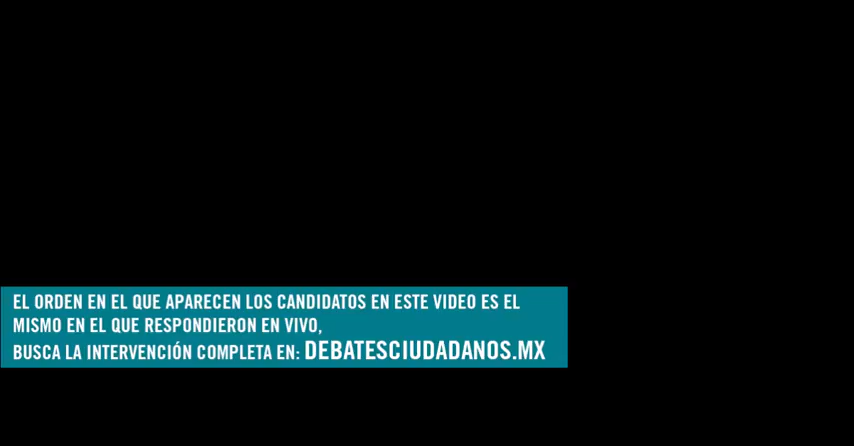 EL ORDEN EN EL QUE APARECEN LOS CANDIDATOS EN ESTE VIDEO ES EL
MISMO EN EL QUE RESPONDIERON EN VIVO,
BUSCA LA INTERVENCIÓN COMPLETA EN: DEBATESCIUDADANOS.MX